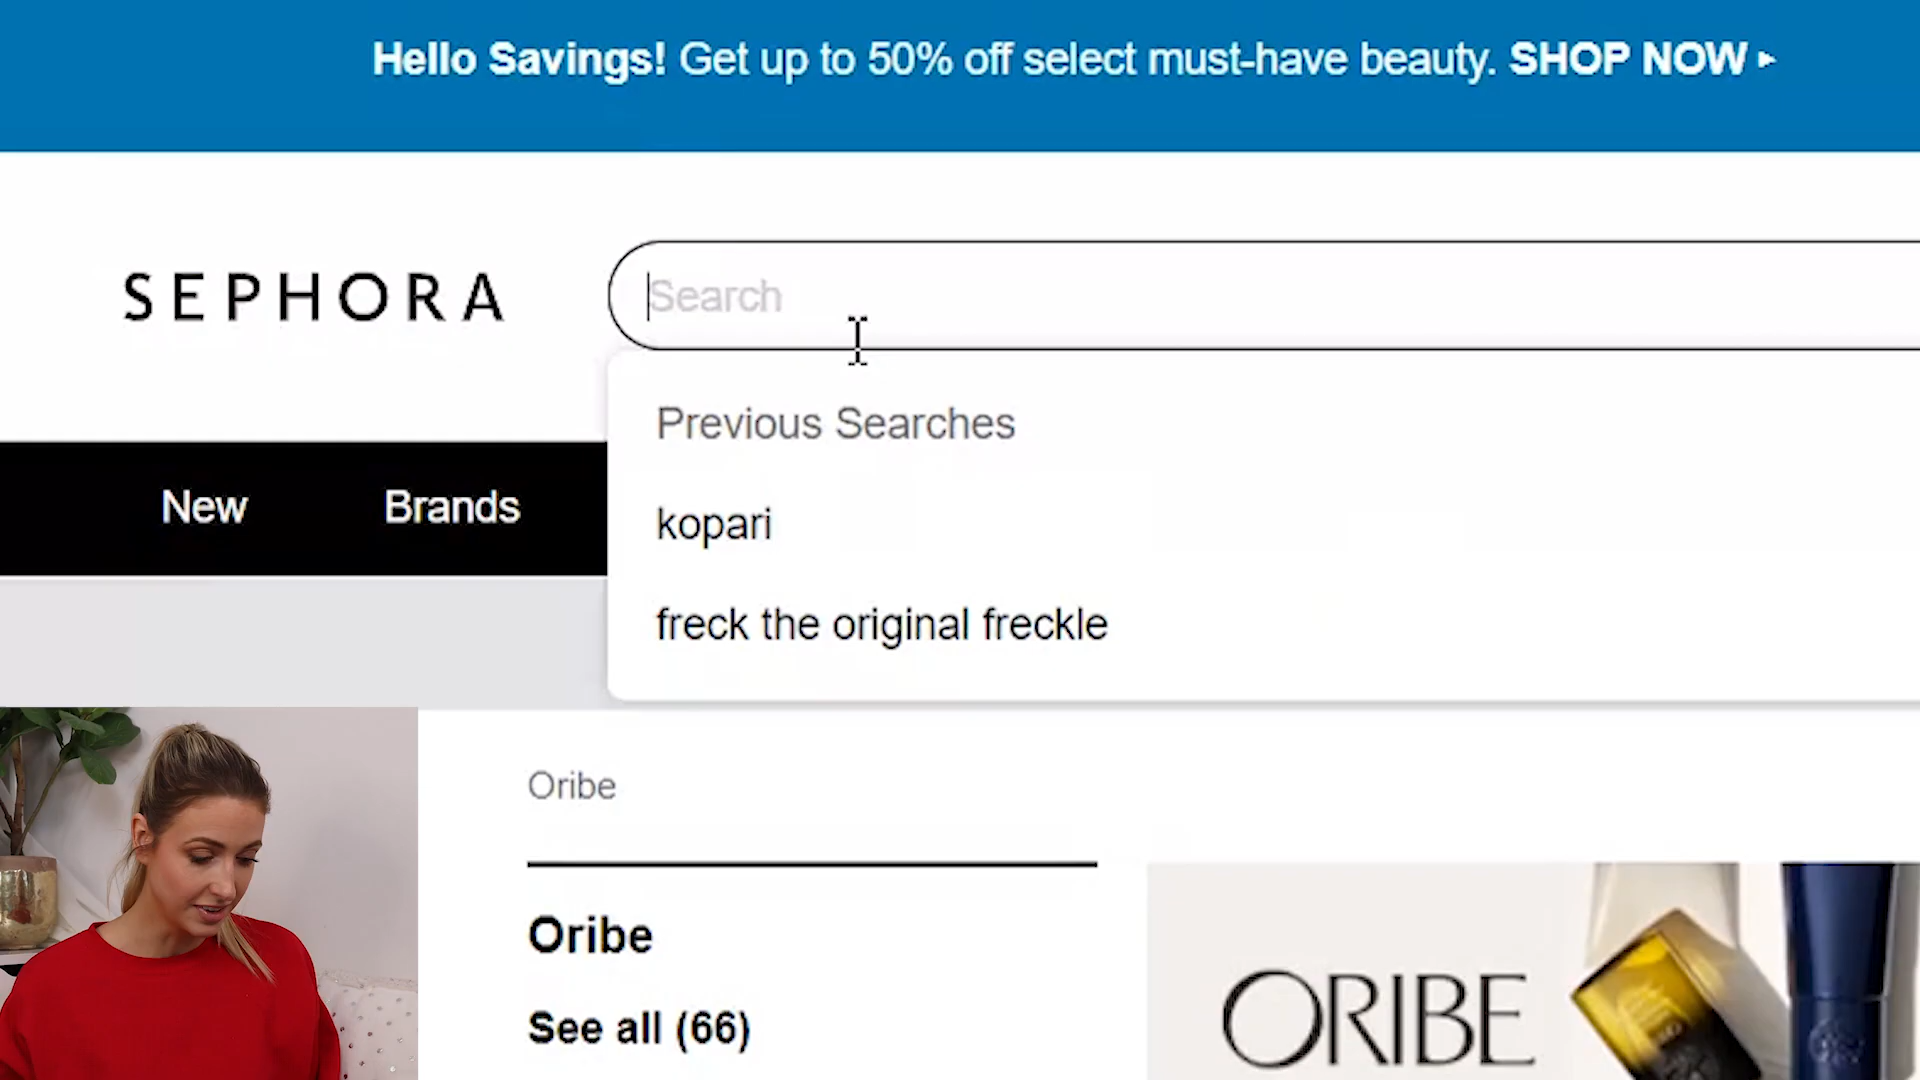 Hello Savings! Get up to 50% off select must-have beauty. SHOP NOW ▸
SEPHORA
Search
Previous Searches
New
Brands
kopari
freck the original freckle
Oribe
Oribe
See all (66)
ORIBE